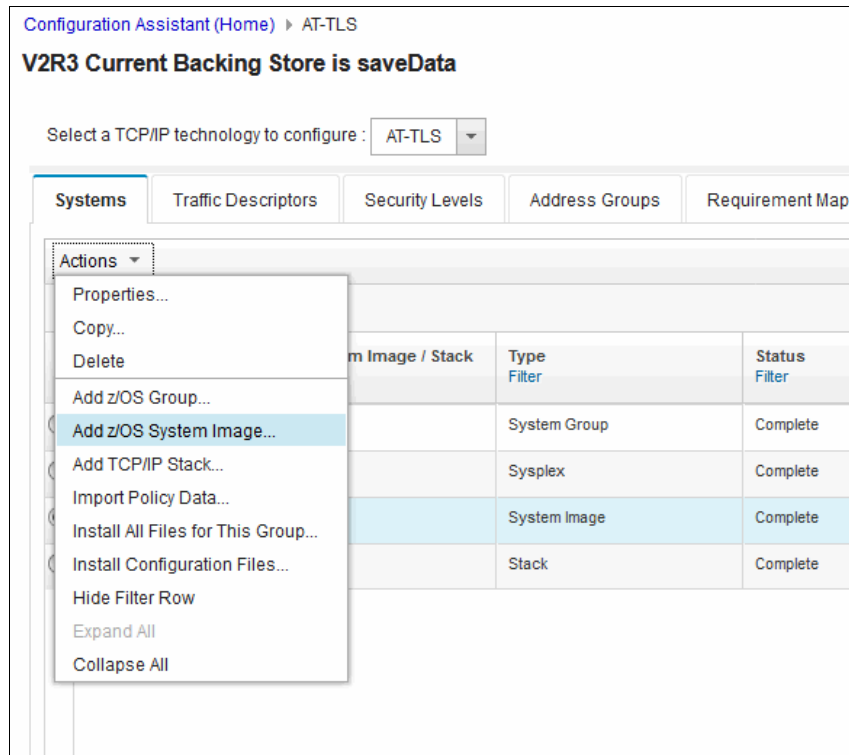 Configuration Assistant (Home) AT-TLS
V2R3 Current Backing Store is saveData
Select a TCP/IP technology to configure : AT-TLS
Systems Traffic Descriptors Security Levels Address Groups Requirement Map
Actions
Properties...
Copy...
Delete
Add z/OS Group...
Add z/OS System Image...
Add TCP/IP Stack...
Import Policy Data...
Install All Files for This Group...
Install Configuration Files...
Hide Filter Row
Expand All
Collapse All
m Image / Stack Type Status
Filter Filter
System Group Complete
Sysplex Complete
System Image Complete
Stack Complete